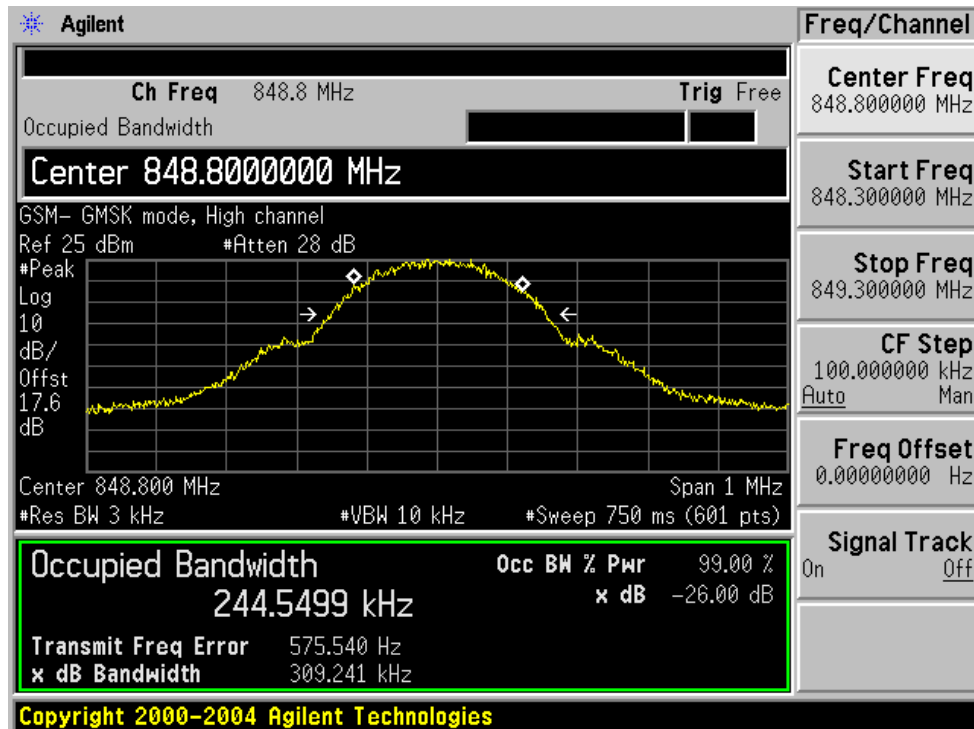 Agilent
Freq/Channel
Ch Freq 848.8 MHz Trig Free
Occupied Bandwidth
Center 848.8000000 MHz
GSM– GMSK mode, High channel
Ref 25 dBm #Atten 28 dB
#Peak
Log
10
dB/
Offst
17.6
dB
Center 848.800 MHz Span 1 MHz
#Res BW 3 kHz #VBW 10 kHz #Sweep 750 ms (601 pts)
Occupied Bandwidth
244.5499 kHz
Occ BW % Pwr 99.00 %
x dB –26.00 dB
Transmit Freq Error 575.540 Hz
x dB Bandwidth 309.241 kHz
Copyright 2000–2004 Agilent Technologies
Center Freq
848.800000 MHz
Start Freq
848.300000 MHz
Stop Freq
849.300000 MHz
CF Step
100.000000 kHz
Auto Man
Freq Offset
0.00000000 Hz
Signal Track
On Off